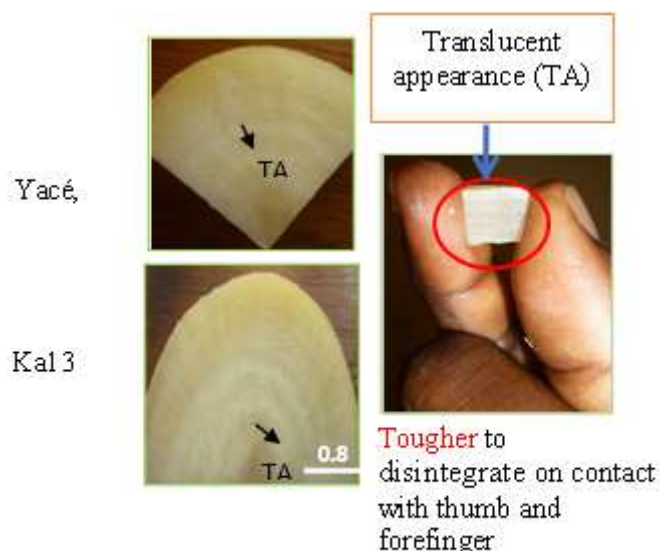 Translucent
appearance (TA)
TA
Yacé,
Kal 3
0.8
TA
Tougher to
disintegrate on contact
with thumb and
forefinger